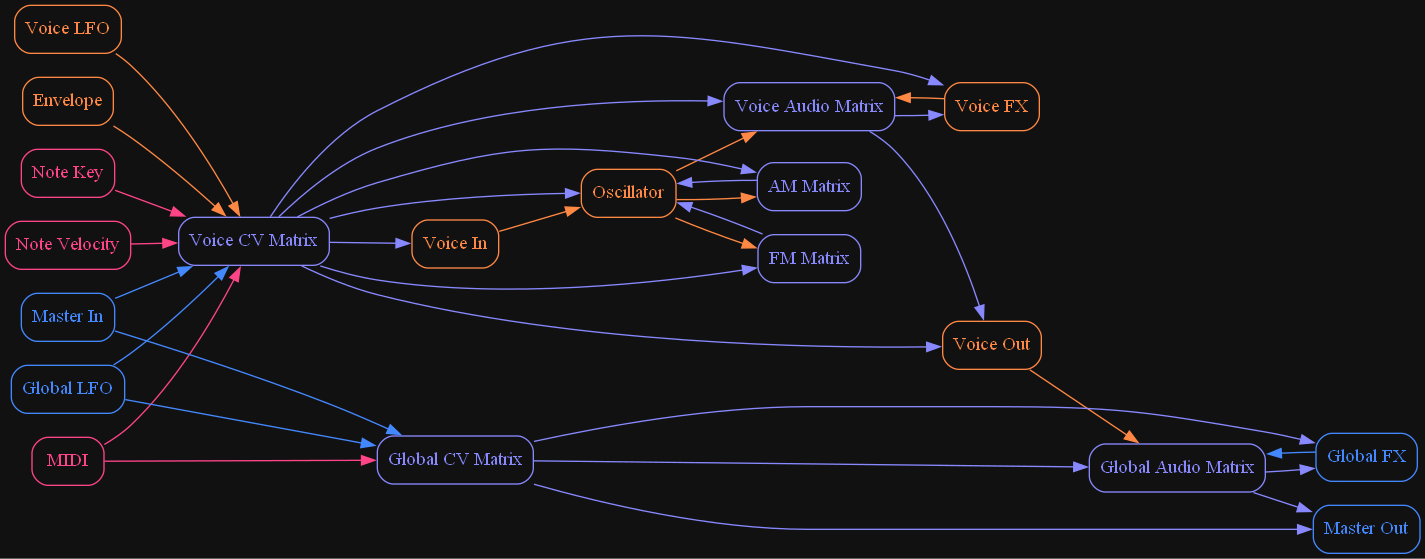 Voice LFO
Envelope
Note Key
Note Velocity
Master In
Global LFO
MIDI
Voice CV Matrix
Global CV Matrix
Voice In
Oscillator
Voice Audio Matrix
AM Matrix
FM Matrix
Voice FX
Voice Out
Global Audio Matrix
Global FX
Master Out